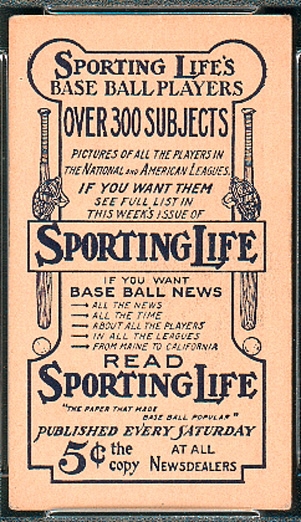 SPORTING LIFE'S
BASE BALL PLAYERS
OVER 300 SUBJECTS
PICTURES OF ALL THE PLAYERS IN
THE NATIONAL AND AMERICAN LEAGUES.
IF YOU WANT THEM
SEE FULL LIST IN
THIS WEEK'S ISSUE OF
SPORTING LIFE
IF YOU WANT
BASE BALL NEWS
ALL THE NEWS
ALL THE TIME
ABOUT ALL THE PLAYERS
IN ALL THE LEAGUES
FROM MAINE TO CALIFORNIA
READ
SPORTING LIFE
"THE PAPER THAT MADE
BASE BALL POPULAR"
PUBLISHED EVERY SATURDAY
5¢ the copy AT ALL NEWSDEALERS